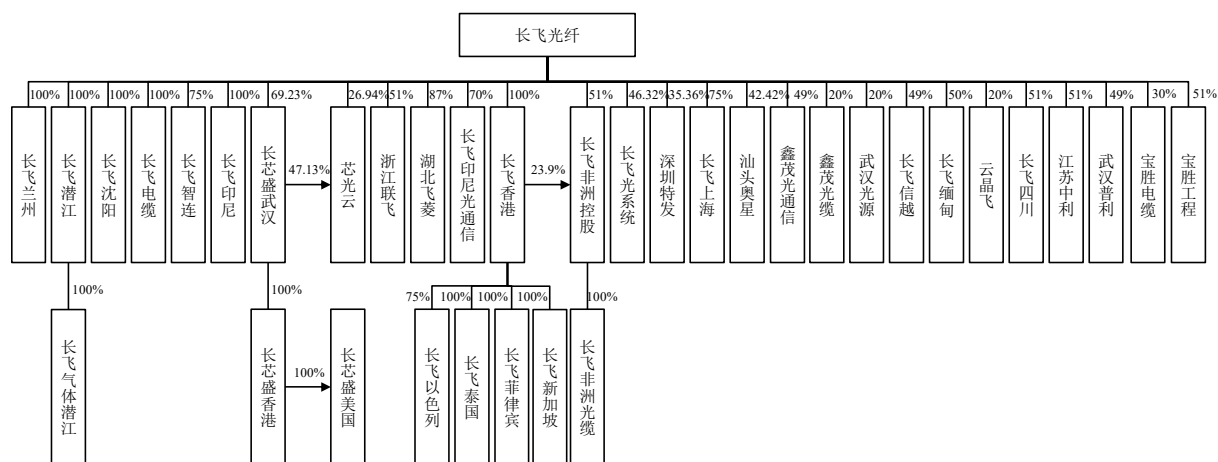 长飞光纤
100%
100%
100%
100%
75%
100%
69.23%
26.94%
51%
87%
70%
100%
51%
46.32%
35.36%
75%
42.42%
49%
20%
20%
49%
50%
20%
51%
51%
49%
30%
51%
长飞兰州
长飞潜江
长飞沈阳
长飞电缆
长飞智连
长飞印尼
长芯盛武汉
47.13%
芯光云
浙江联飞
湖北飞菱
长飞印尼光通信
长飞香港
23.9%
长飞非洲控股
长飞光系统
深圳特发
长飞上海
汕头奥星
鑫茂光通信
鑫茂光缆
武汉光源
长飞信越
长飞缅甸
云晶飞
长飞四川
江苏中利
武汉普利
宝胜电缆
宝胜工程
100%
100%
75%
100%
100%
100%
100%
长飞气体潜江
长芯盛香港
100%
长芯盛美国
长飞以色列
长飞泰国
长飞菲律宾
长飞新加坡
长飞非洲光缆